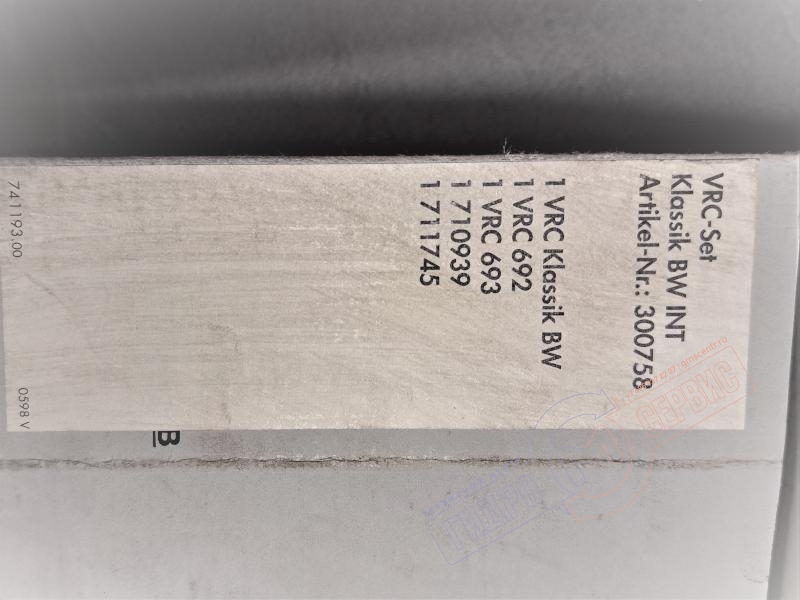 VRC-Set
Klassik BW INT
Artikel-Nr.: 300758
1 VRC Klassik BW
1 VRC 692
1 VRC 693
1 710939
1 711745
741193.00
0598 V
B
СЕРВИС